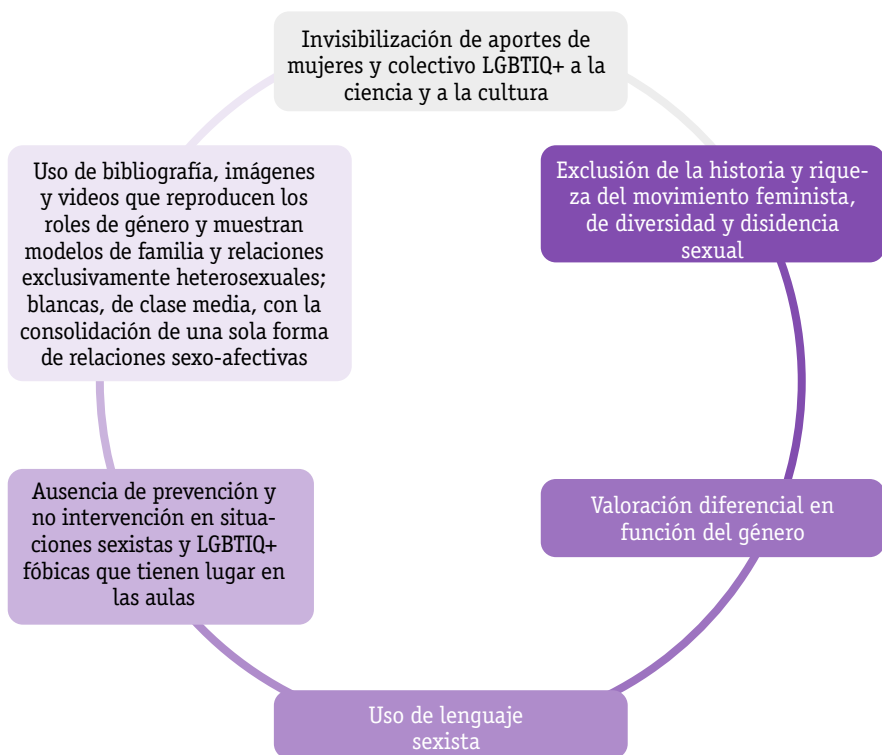 Invisibilización de aportes de
mujeres y colectivo LGBTIQ+ a la
ciencia y a la cultura
Exclusión de la historia y rique-
za del movimiento feminista,
de diversidad y disidencia
sexual
Valoración diferencial en
función del género
Uso de lenguaje
sexista
Ausencia de prevención y
no intervención en situa-
ciones sexistas y LGBTIQ+
fóbicas que tienen lugar en
las aulas
Uso de bibliografía, imágenes
y videos que reproducen los
roles de género y muestran
modelos de familia y relaciones
exclusivamente heterosexuales;
blancas, de clase media, con la
consolidación de una sola forma
de relaciones sexo-afectivas